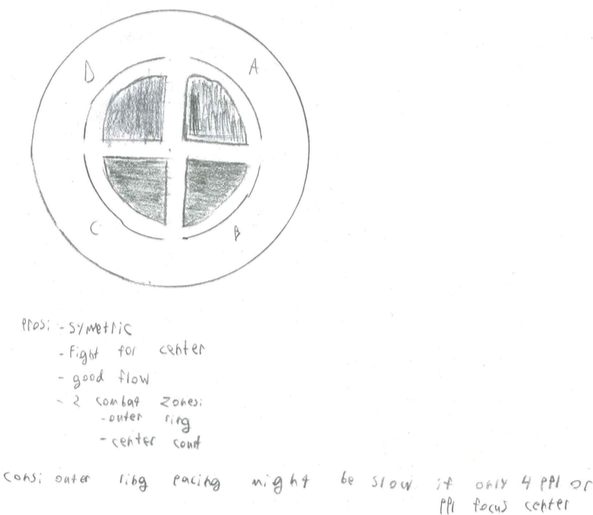 D A
C B
Pros: - symetric
- Fight for center
- good flow
- 2 combat zones:
- outer ring
- center
cons: outer ring pacing might be slow if only 4 ppl or
ppl focus center